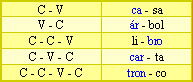 C - V ca - sa
V - C ár - bol
C - C - V li - bro
C - V - C car - ta
C - C - V - C tron - co